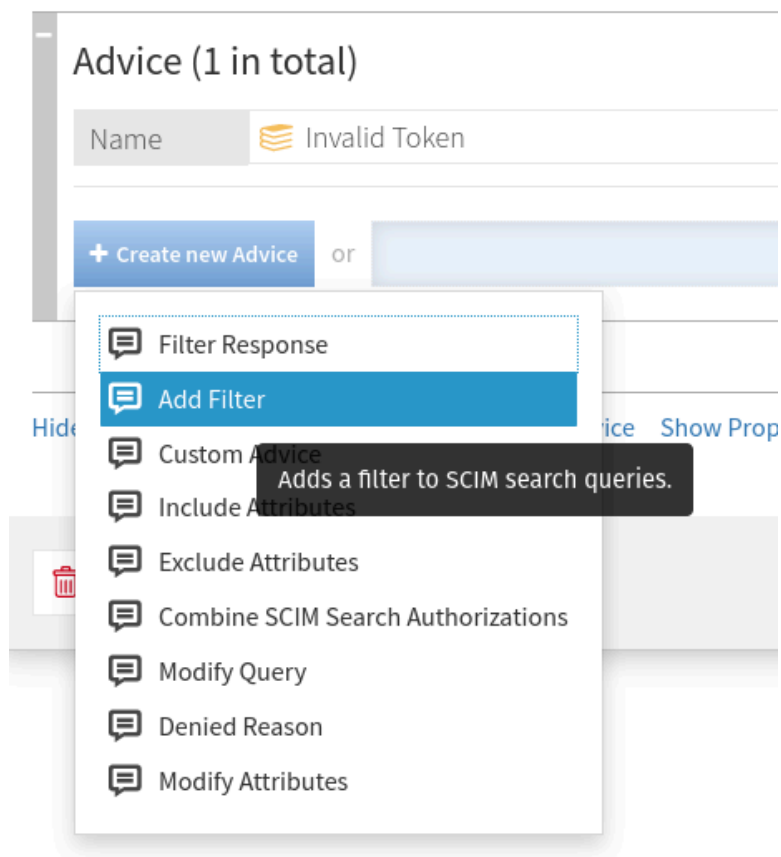 Advice (1 in total)
Name Invalid Token
+ Create new Advice or
Filter Response
Add Filter
Hide
Show Prop
Custom Advice
Adds a filter to SCIM search queries.
Include Attributes
Exclude Attributes
Combine SCIM Search Authorizations
Modify Query
Denied Reason
Modify Attributes